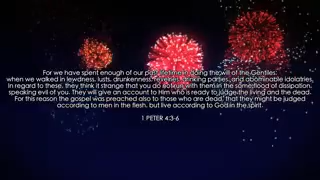 For we have spent enough of our past lifetime in doing the will of the Gentiles:
when we walked in lewdness, lusts, drunkenness, revelries, drinking parties, and abominable idolatries.
In regard to these, they think it strange that you do not run with them in the same flood of dissipation,
speaking evil of you. They will give an account to Him who is ready to judge the living and the dead.
For this reason the gospel was preached also to those who are dead, that they might be judged
according to men in the flesh, but live according to God in the spirit.
1 PETER 4:3-6